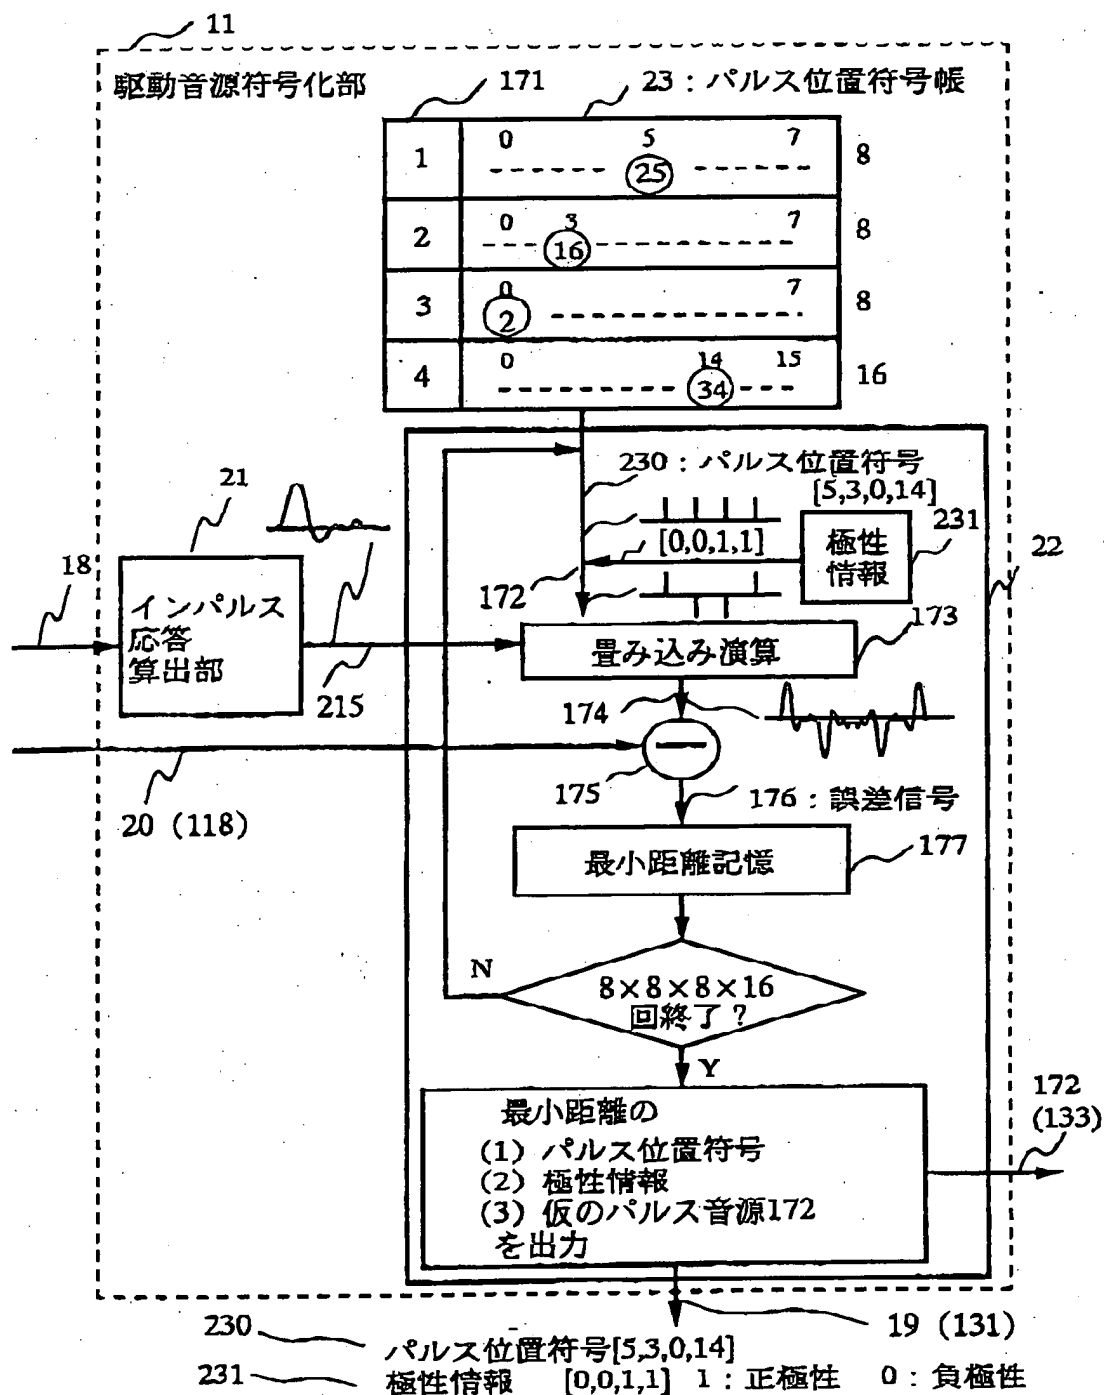 11
駆動音源符号化部
171
23：パルス位置符号帳
1
0 5 7
25
8
2
0 3 7
16
8
3
0 7
2
8
4
0 14 15
34
16
230：パルス位置符号
[5,3,0,14]
21
231
[0,0,1,1]
極性
情報
22
18
172
インパルス
応答
算出部
173
畳み込み演算
215
174
175
20 (118)
176：誤差信号
177
最小距離記憶
N
8×8×8×16
回終了？
Y
最小距離の
(1) パルス位置符号
(2) 極性情報
(3) 仮のパルス音源172
を出力
172
(133)
19 (131)
230
パルス位置符号[5,3,0,14]
231
極性情報 [0,0,1,1] 1：正極性 0：負極性